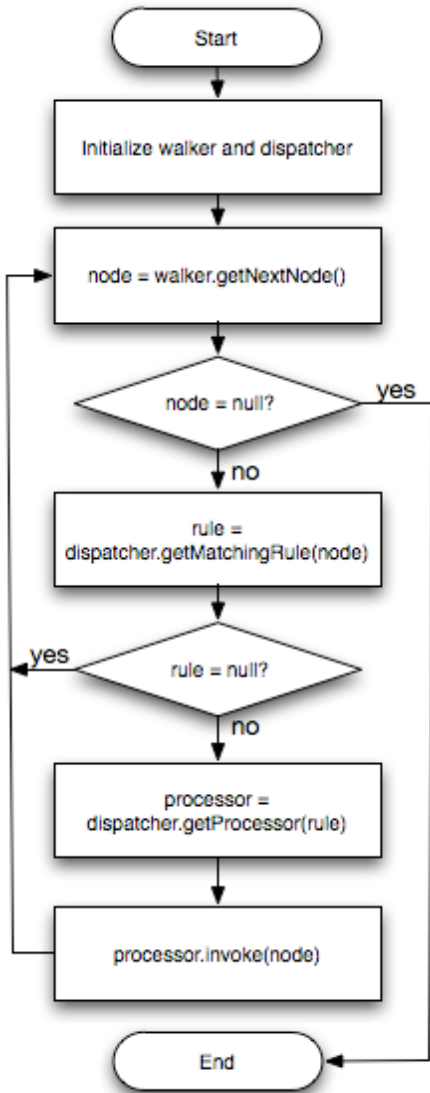 Start
Initialize walker and dispatcher
node = walker.getNextNode()
node = null?
yes
no
rule =
dispatcher.getMatchingRule(node)
yes
rule = null?
no
processor =
dispatcher.getProcessor(rule)
processor.invoke(node)
End